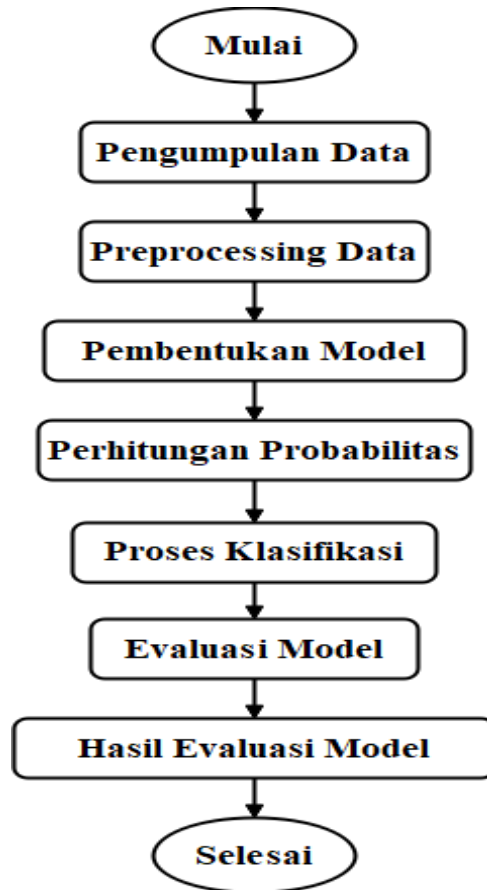 Mulai
Pengumpulan Data
Preprocessing Data
Pembentukan Model
Perhitungan Probabilitas
Proses Klasifikasi
Evaluasi Model
Hasil Evaluasi Model
Selesai